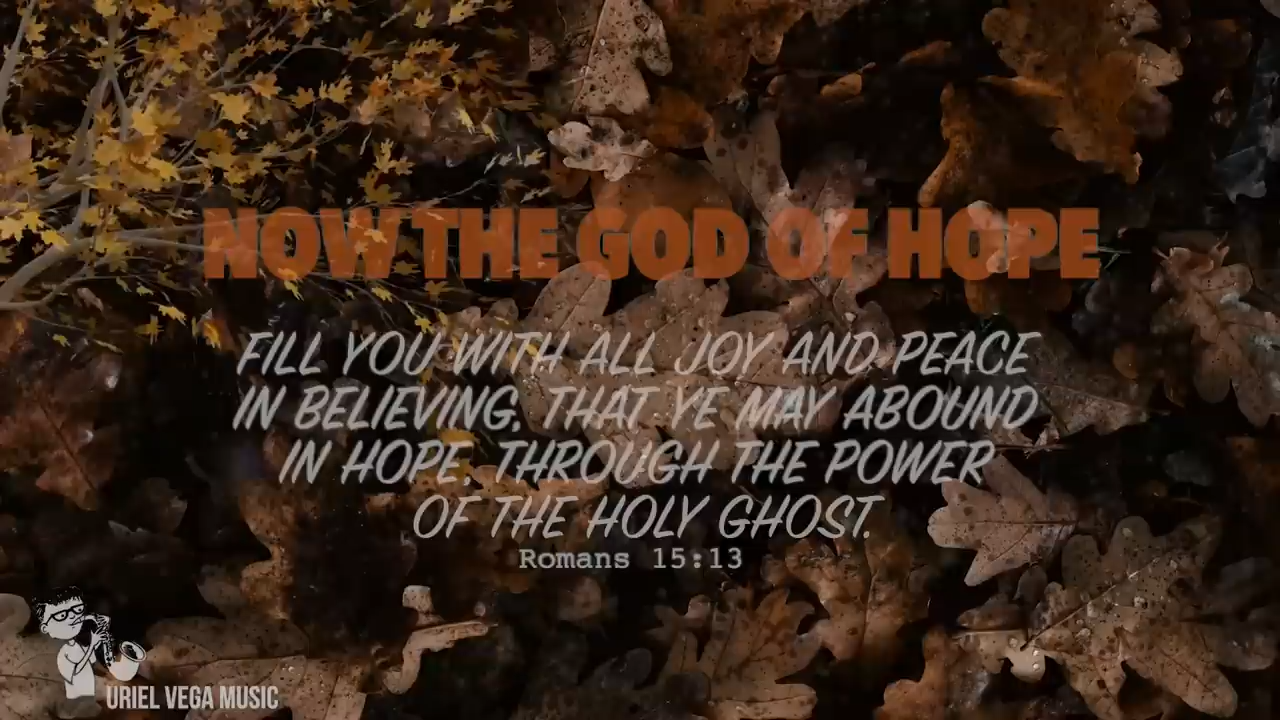 NOW THE GOD OF HOPE
FILL YOU WITH ALL JOY AND PEACE
IN BELIEVING, THAT YE MAY ABOUND
IN HOPE, THROUGH THE POWER
OF THE HOLY GHOST.
Romans 15:13
URIEL VEGA MUSIC